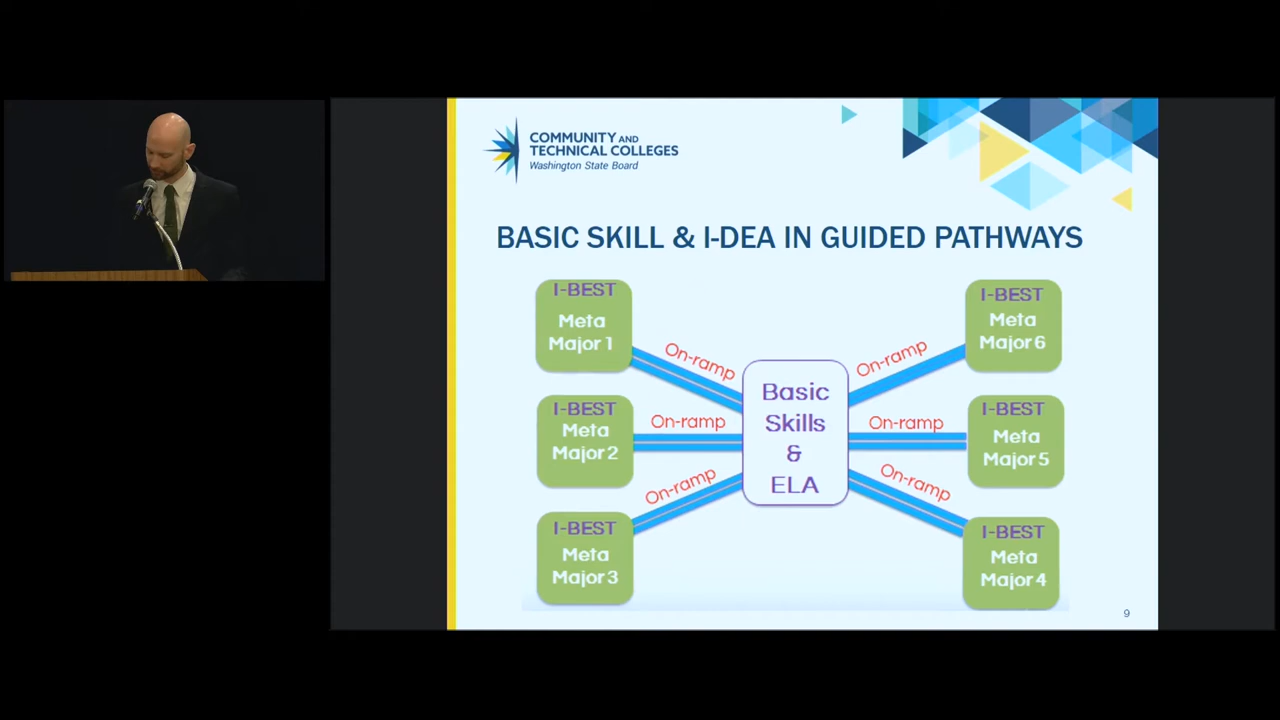 COMMUNITY AND
TECHNICAL COLLEGES
Washington State Board
BASIC SKILL & I-DEA IN GUIDED PATHWAYS
I-BEST
Meta
Major 1
On-ramp
I-BEST
Meta
Major 2
On-ramp
I-BEST
Meta
Major 3
On-ramp
Basic
Skills
&
ELA
On-ramp
I-BEST
Meta
Major 6
On-ramp
I-BEST
Meta
Major 5
On-ramp
I-BEST
Meta
Major 4
9